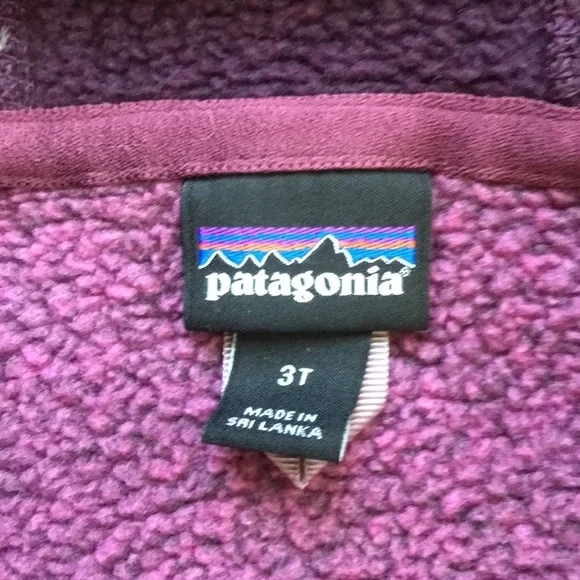 patagonia®
3T
MADE IN
SRI LANKA